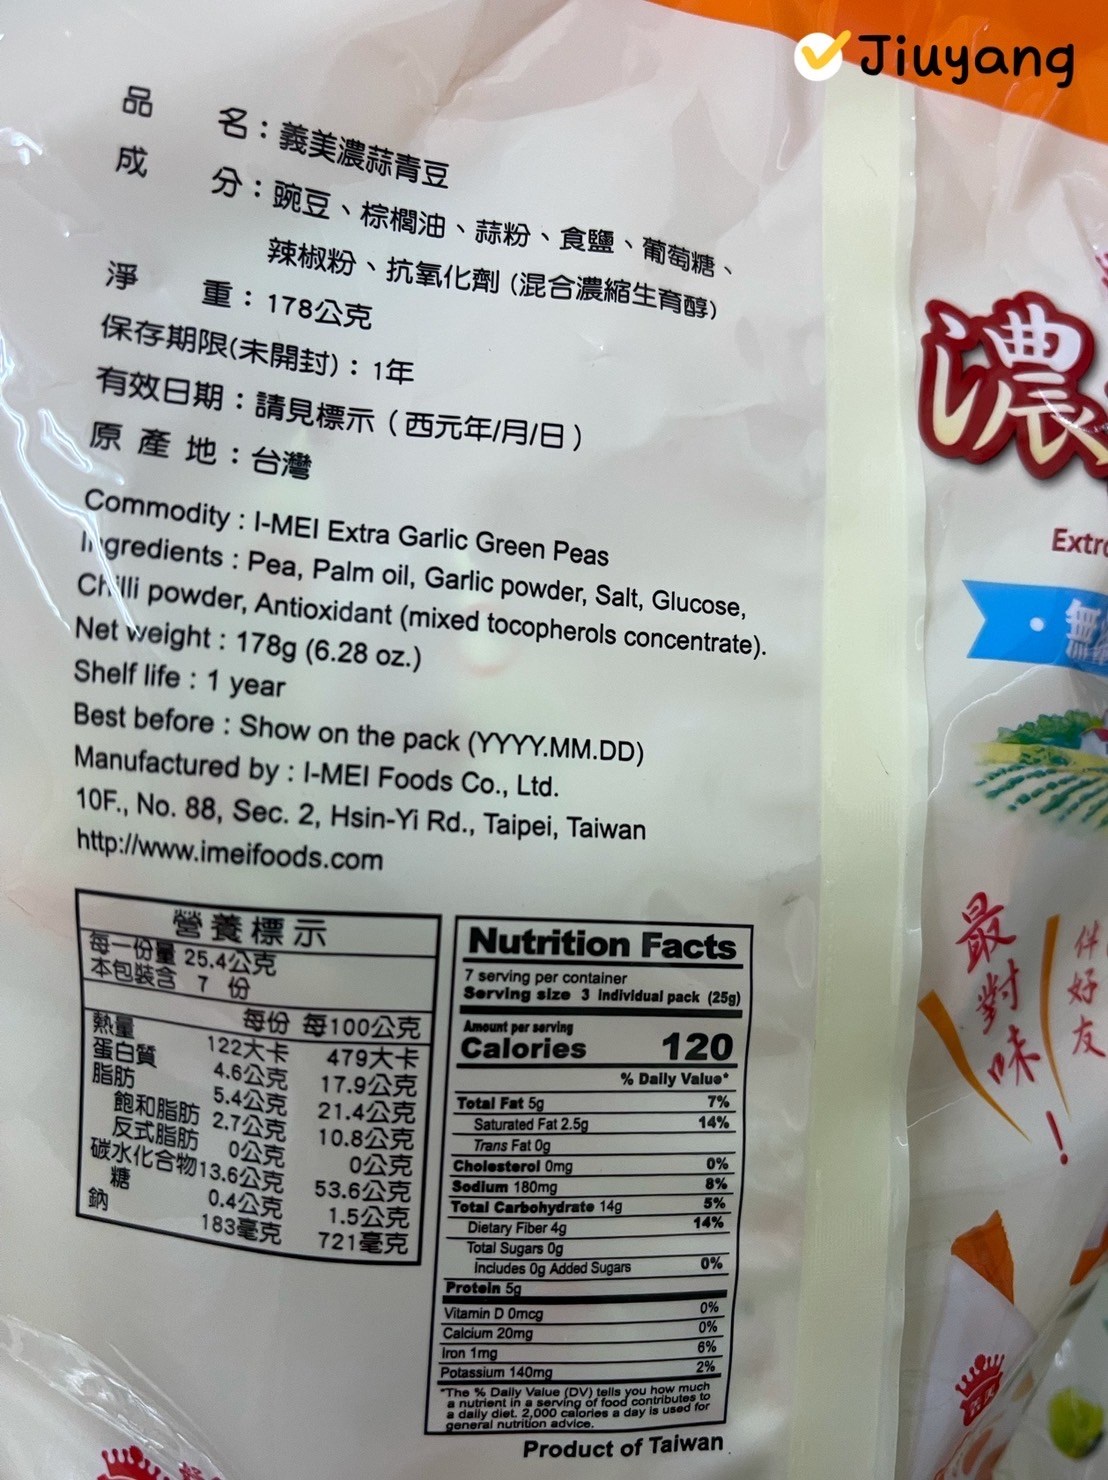 Jiuyang
品 名：義美濃蒜青豆
成 分：豌豆、棕櫚油、蒜粉、食鹽、葡萄糖、
辣椒粉、抗氧化劑 (混合濃縮生育醇)
淨 重：178公克
保存期限(未開封)：1年
有效日期：請見標示（西元年/月/日）
原產地：台灣
Commodity : I-MEI Extra Garlic Green Peas
Ingredients : Pea, Palm oil, Garlic powder, Salt, Glucose,
Chilli powder, Antioxidant (mixed tocopherols concentrate).
Net weight : 178g (6.28 oz.)
Shelf life : 1 year
Best before : Show on the pack (YYYY.MM.DD)
Manufactured by : I-MEI Foods Co., Ltd.
10F., No. 88, Sec. 2, Hsin-Yi Rd., Taipei, Taiwan
http://www.imeifoods.com
營養標示
每一份量 25.4公克
本包裝含 7 份
每份 每100公克
熱量 122大卡 479大卡
蛋白質 4.6公克 17.9公克
脂肪 5.4公克 21.4公克
飽和脂肪 2.7公克 10.8公克
反式脂肪 0公克 0公克
碳水化合物 13.6公克 53.6公克
糖 0.4公克 1.5公克
鈉 183毫克 721毫克
Nutrition Facts
7 serving per container
Serving size 3 Individual pack (25g)
Amount per serving
Calories 120
% Daily Value*
Total Fat 5g 7%
Saturated Fat 2.5g 14%
Trans Fat 0g
Cholesterol 0mg 0%
Sodium 180mg 8%
Total Carbohydrate 14g 5%
Dietary Fiber 4g 14%
Total Sugars 0g
Includes 0g Added Sugars 0%
Protein 5g
Vitamin D 0mcg 0%
Calcium 20mg 0%
Iron 1mg 6%
Potassium 140mg 2%
*The % Daily Value (DV) tells you how much
a nutrient in a serving of food contributes to
a daily diet. 2,000 calories a day is used for
general nutrition advice.
Product of Taiwan
濃
Extra
無
伴好友
最對味！